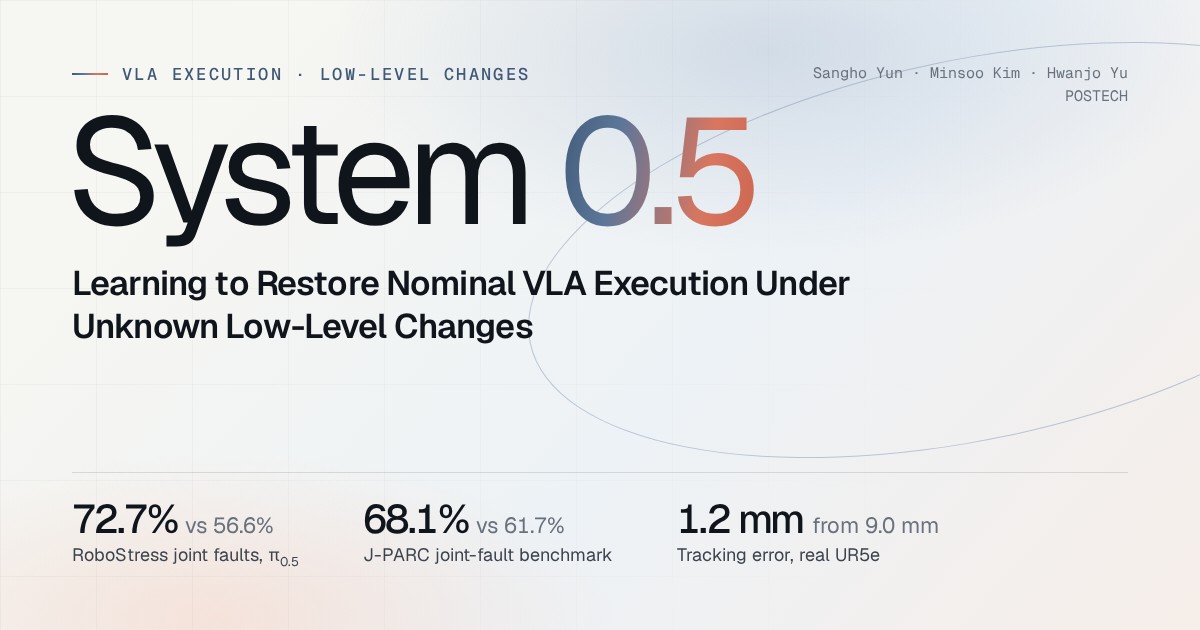 VLA EXECUTION · LOW-LEVEL CHANGES
Sangho Yun · Minsoo Kim · Hwanjo Yu
POSTECH
System 0.5
Learning to Restore Nominal VLA Execution Under
Unknown Low-Level Changes
72.7% vs 56.6%
RoboStress joint faults, π0.5
68.1% vs 61.7%
J-PARC joint-fault benchmark
1.2 mm from 9.0 mm
Tracking error, real UR5e